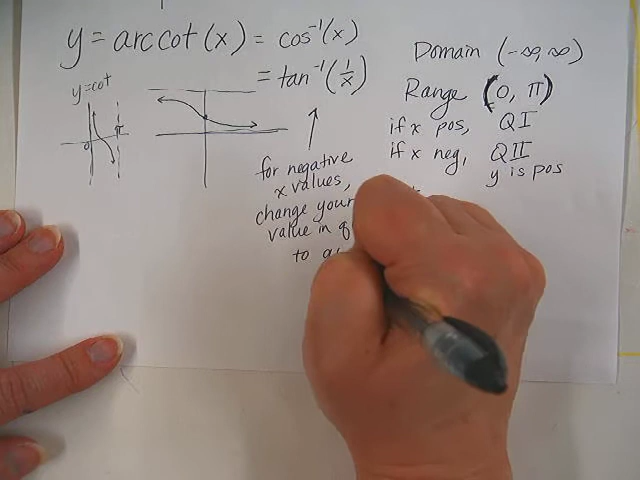 y = arccot(x) = cos⁻¹(x)
= tan⁻¹(1/x)
y=cot
0 π
Domain (-∞, ∞)
Range (0, π)
if x pos, QI
if x neg, QII
y is pos
for negative
x values,
change your
value in q
to